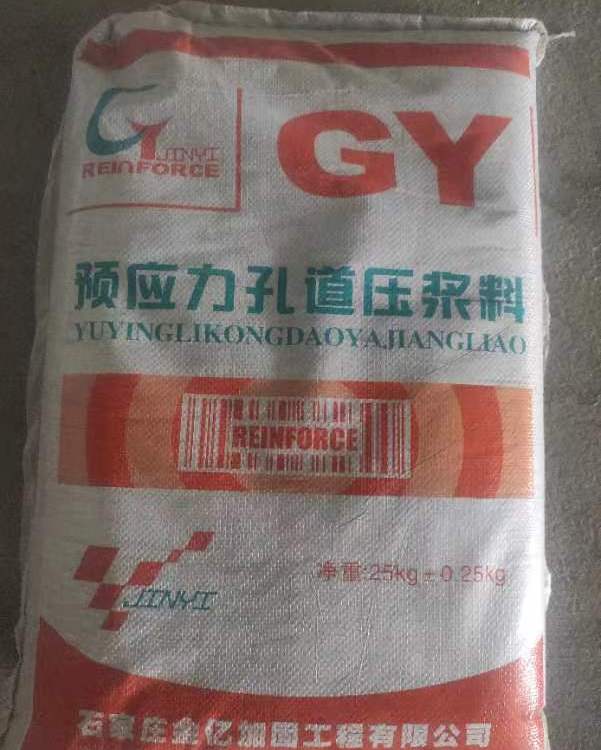 GY
JINYI
REINFORCE
GY
预应力孔道压浆料
YUYINGLIKONGDAOYAJIANGLIAO
REINFORCE
净重:25kg±0.25kg
JINYI
石家庄金亿加固工程有限公司